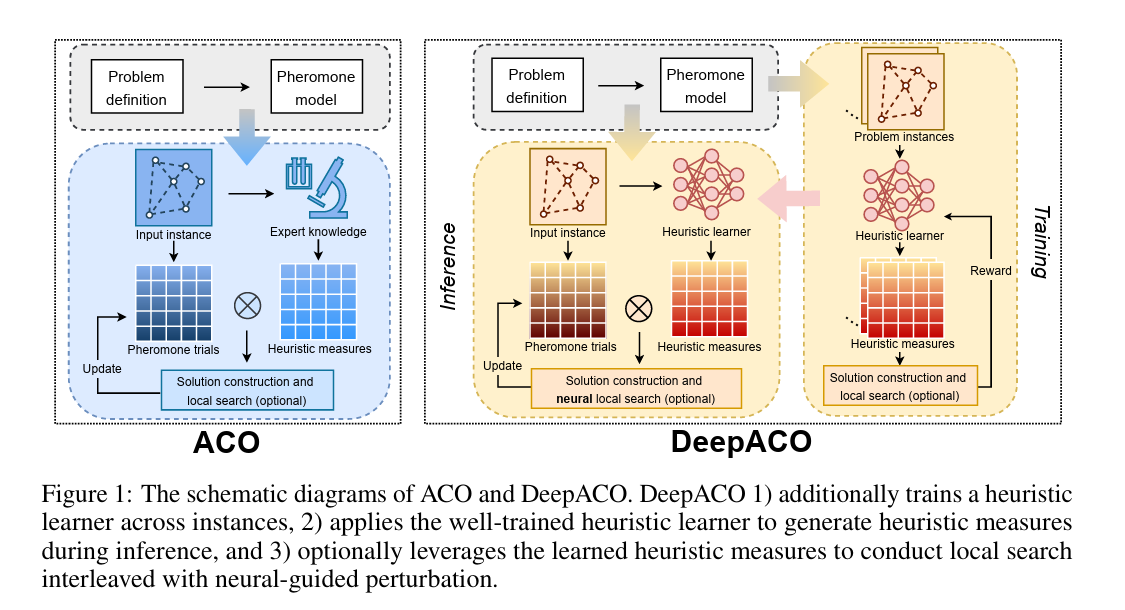 Problem
definition
Pheromone
model
Input instance
Expert knowledge
Pheromone trials
Heuristic measures
Update
Solution construction and
local search (optional)
ACO
Problem
definition
Pheromone
model
Inference
Input instance
Heuristic learner
Pheromone trials
Heuristic measures
Update
Solution construction and
neural local search (optional)
Problem instances
Heuristic learner
Training
Reward
Heuristic measures
Solution construction and
local search (optional)
DeepACO
Figure 1: The schematic diagrams of ACO and DeepACO. DeepACO 1) additionally trains a heuristic
learner across instances, 2) applies the well-trained heuristic learner to generate heuristic measures
during inference, and 3) optionally leverages the learned heuristic measures to conduct local search
interleaved with neural-guided perturbation.